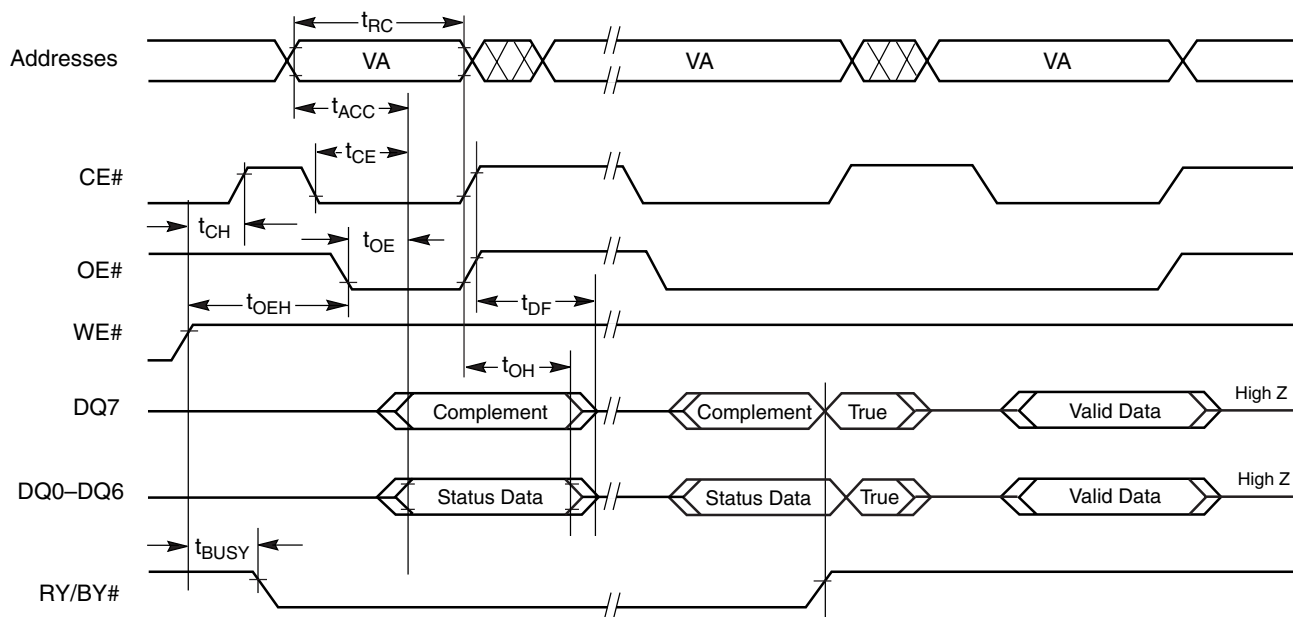 tRC
Addresses VA VA VA
tACC
tCE
CE#
tCH
tOE
OE#
tOEH
tDF
WE#
tOH
DQ7 Complement Complement True Valid Data High Z
DQ0–DQ6 Status Data Status Data True Valid Data High Z
tBUSY
RY/BY#